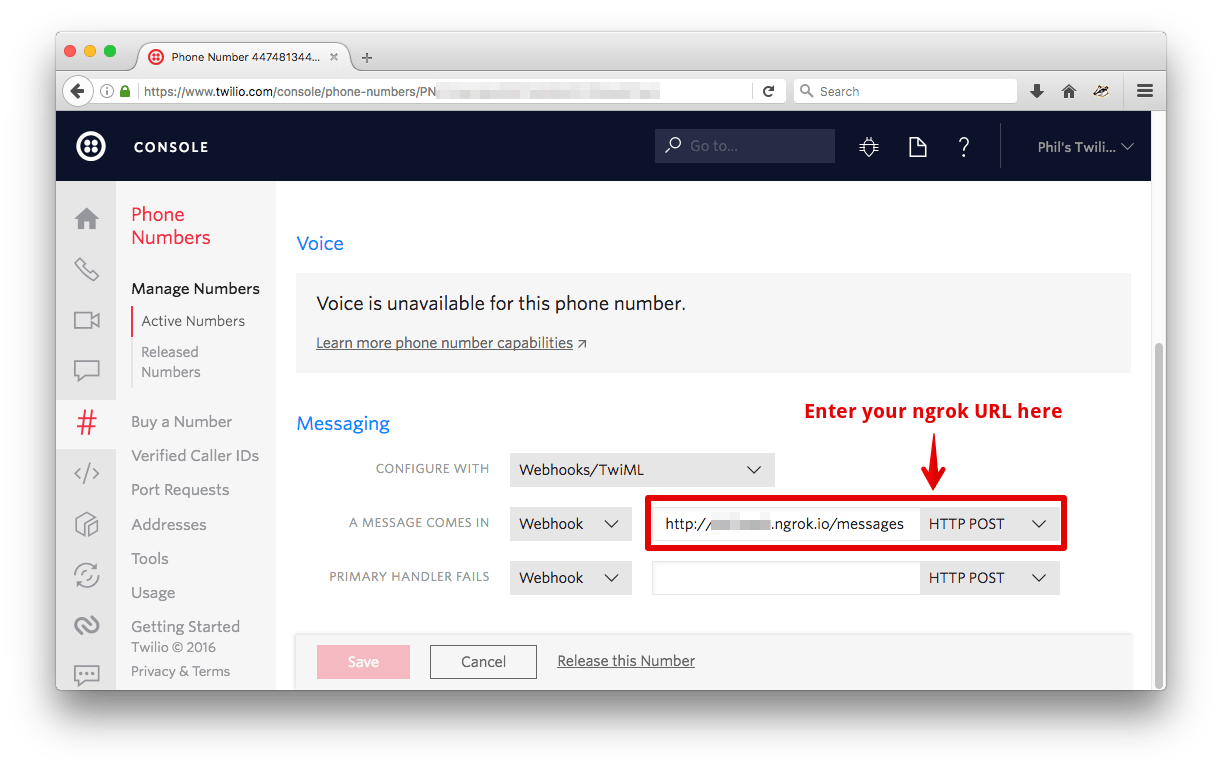 Phone Number 447481344...
https://www.twilio.com/console/phone-numbers/PN
Search
CONSOLE
Go to...
Phil's Twili...
Phone
Numbers
Manage Numbers
Active Numbers
Released
Numbers
Buy a Number
Verified Caller IDs
Port Requests
Addresses
Tools
Usage
Getting Started
Twilio © 2016
Privacy & Terms
Voice
Voice is unavailable for this phone number.
Learn more phone number capabilities
Enter your ngrok URL here
Messaging
CONFIGURE WITH Webhooks/TwiML
A MESSAGE COMES IN Webhook http:// .ngrok.io/messages HTTP POST
PRIMARY HANDLER FAILS Webhook HTTP POST
Save Cancel Release this Number